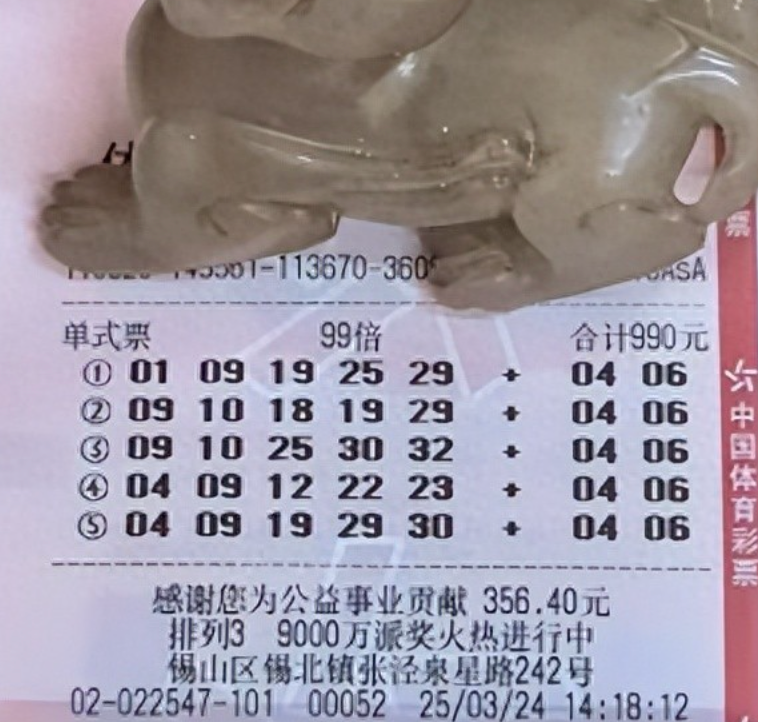 -113670-360
单式票 99倍 合计990元
① 01 09 19 25 29 + 04 06
② 09 10 18 19 29 + 04 06
③ 09 10 25 30 32 + 04 06
④ 04 09 12 22 23 + 04 06
⑤ 04 09 19 29 30 + 04 06
感谢您为公益事业贡献 356.40元
排列3 9000万派奖火热进行中
锡山区锡北镇张泾泉星路242号
02-022547-101 00052 25/03/24 14:18:12
票
中国体育彩票